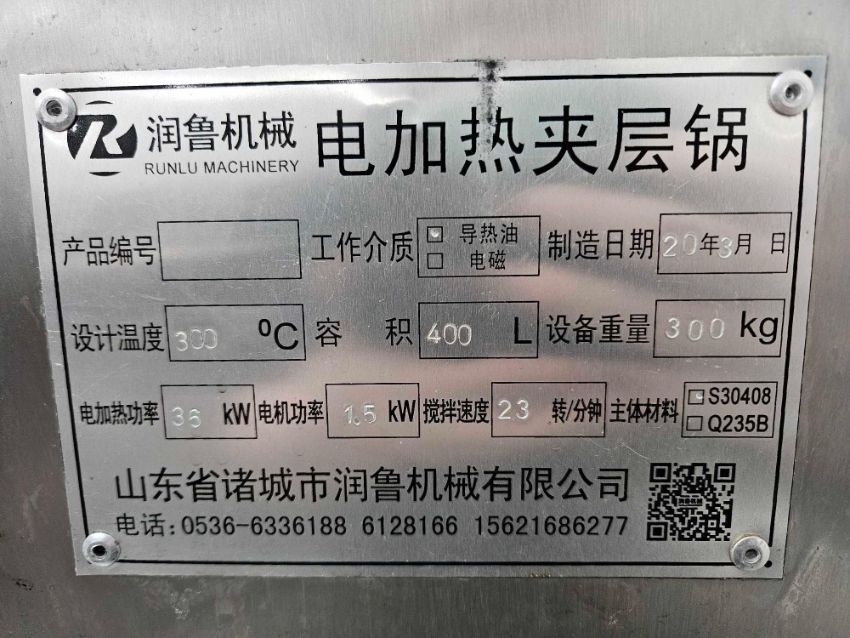 润鲁机械 电加热夹层锅
RUNLU MACHINERY
产品编号 工作介质 导热油 电磁 制造日期 20年3月 日
设计温度 300 ºC 容 积 400 L 设备重量 300 kg
电加热功率 36 kW 电机功率 1.5 kW 搅拌速度 23 转/分钟 主体材料 S30408 Q235B
山东省诸城市润鲁机械有限公司
电话:0536-6336188 6128166 15621686277